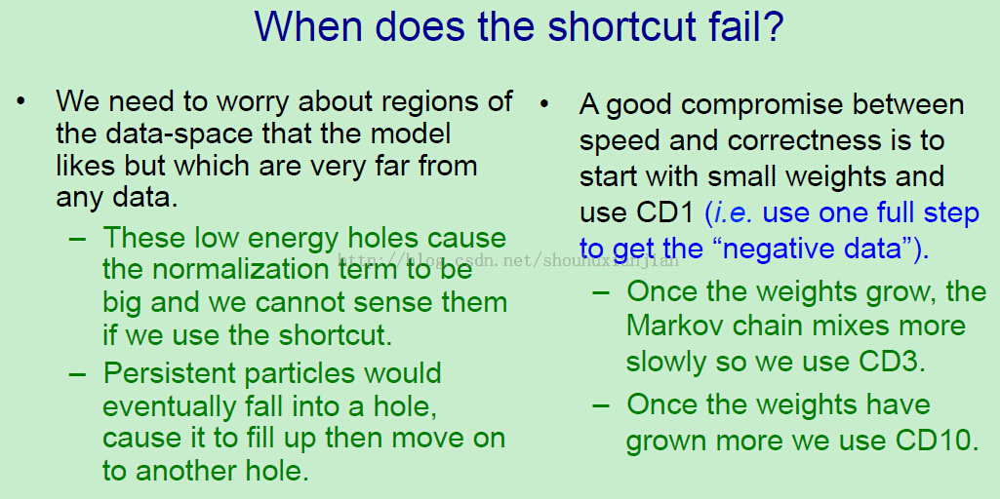 When does the shortcut fail?
• We need to worry about regions of
the data-space that the model
likes but which are very far from
any data.
– These low energy holes cause
the normalization term to be
big and we cannot sense them
if we use the shortcut.
– Persistent particles would
eventually fall into a hole,
cause it to fill up then move on
to another hole.
• A good compromise between
speed and correctness is to
start with small weights and
use CD1 (i.e. use one full step
to get the “negative data”).
– Once the weights grow, the
Markov chain mixes more
slowly so we use CD3.
– Once the weights have
grown more we use CD10.